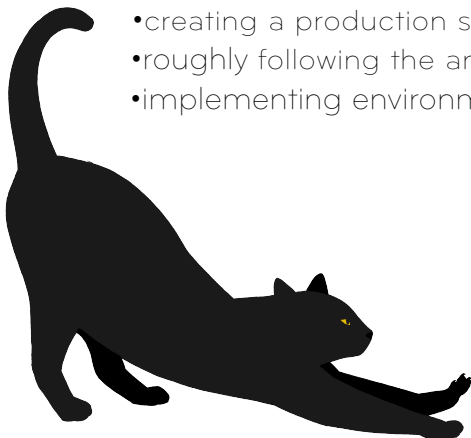 •creating a production
•roughly following the
•implementing